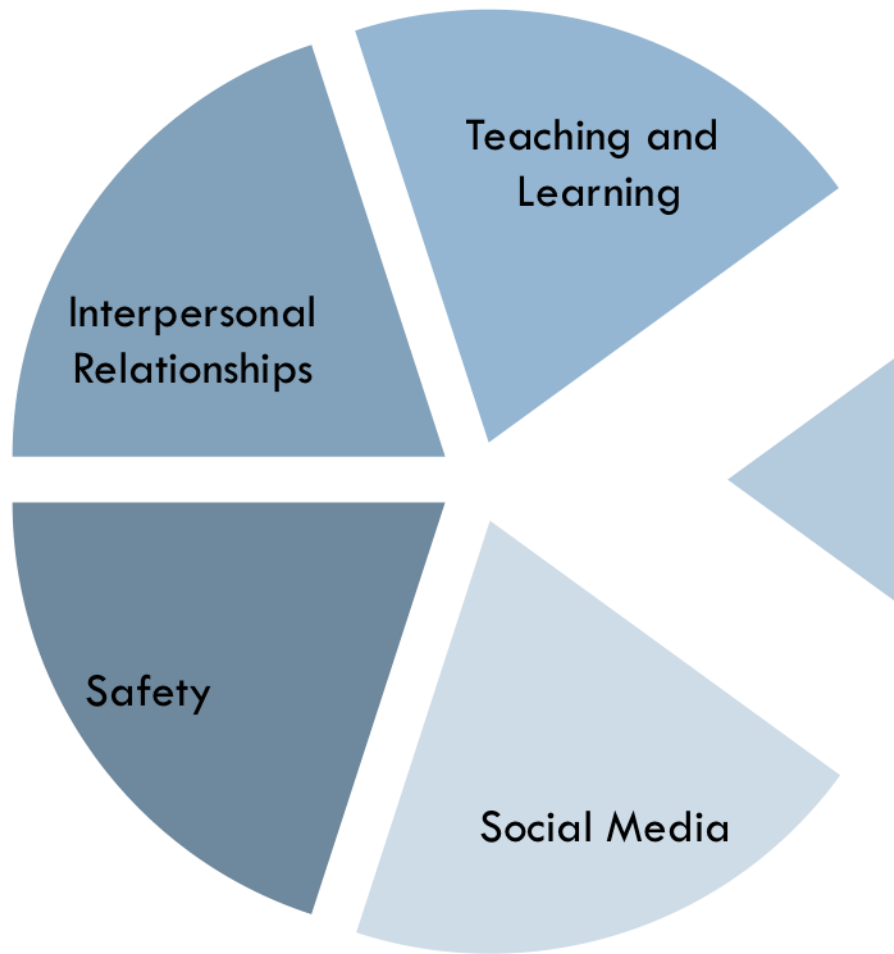 Teaching and
Learning
Interpersonal
Relationships
Safety
Social Media